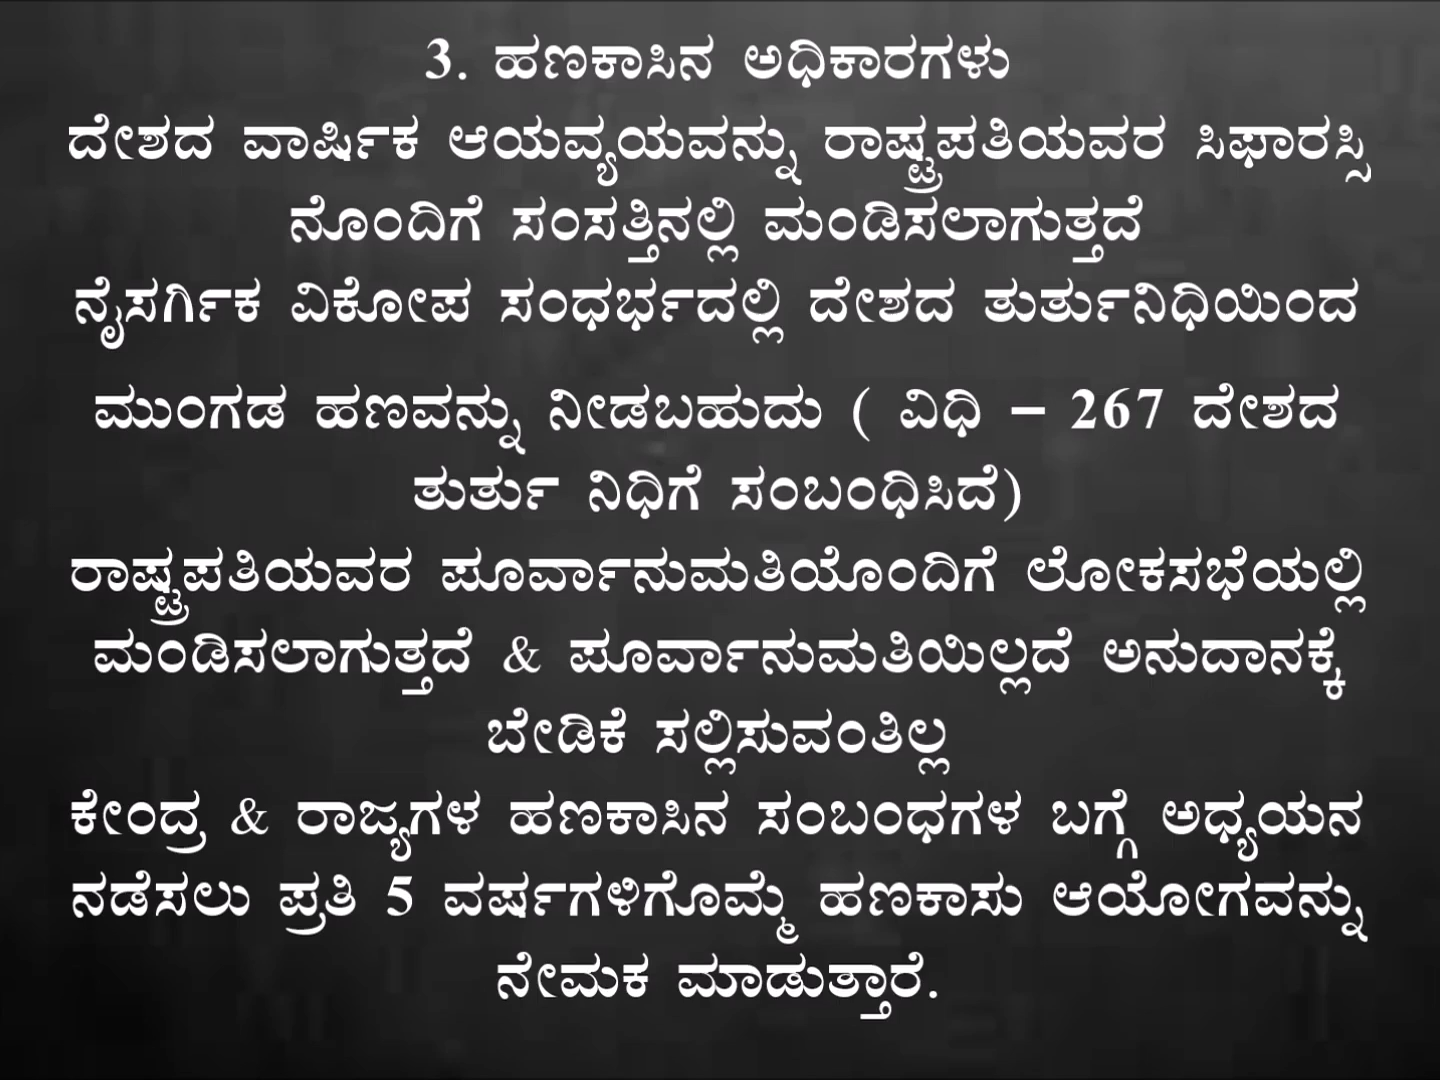 3. ಹಣಕಾಸಿನ ಅಧಿಕಾರಗಳು
ದೇಶದ ವಾರ್ಷಿಕ ಆಯವ್ಯಯವನ್ನು ರಾಷ್ಟ್ರಪತಿಯವರ ಸಿಫಾರಸ್ಸಿ
ನೊಂದಿಗೆ ಸಂಸತ್ತಿನಲ್ಲಿ ಮಂಡಿಸಲಾಗುತ್ತದೆ
ನೈಸರ್ಗಿಕ ವಿಕೋಪ ಸಂಧರ್ಭದಲ್ಲಿ ದೇಶದ ತುರ್ತುನಿಧಿಯಿಂದ
ಮುಂಗಡ ಹಣವನ್ನು ನೀಡಬಹುದು ( ವಿಧಿ – 267 ದೇಶದ
ತುರ್ತು ನಿಧಿಗೆ ಸಂಬಂಧಿಸಿದೆ)
ರಾಷ್ಟ್ರಪತಿಯವರ ಪೂರ್ವಾನುಮತಿಯೊಂದಿಗೆ ಲೋಕಸಭೆಯಲ್ಲಿ
ಮಂಡಿಸಲಾಗುತ್ತದೆ & ಪೂರ್ವಾನುಮತಿಯಿಲ್ಲದೆ ಅನುದಾನಕ್ಕೆ
ಬೇಡಿಕೆ ಸಲ್ಲಿಸುವಂತಿಲ್ಲ
ಕೇಂದ್ರ & ರಾಜ್ಯಗಳ ಹಣಕಾಸಿನ ಸಂಬಂಧಗಳ ಬಗ್ಗೆ ಅಧ್ಯಯನ
ನಡೆಸಲು ಪ್ರತಿ 5 ವರ್ಷಗಳಿಗೊಮ್ಮೆ ಹಣಕಾಸು ಆಯೋಗವನ್ನು
ನೇಮಕ ಮಾಡುತ್ತಾರೆ.